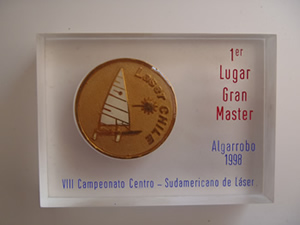 Laser CHILE
1er
Lugar
Gran
Master
Algarrobo
1998
VIII Campeonato Centro - Sudamericano de Láser